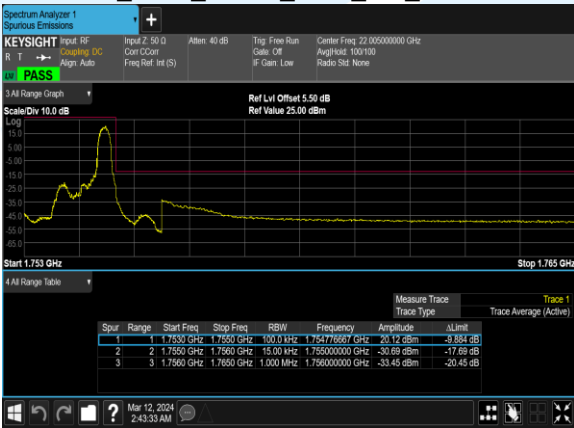 Spectrum Analyzer 1
Spurious Emissions
KEYSIGHT Input: RF Input Z: 50 Ω Atten: 40 dB Trig: Free Run Center Freq: 22.005000000 GHz
R T Coupling: DC Corr CCorr Gate: Off Avg|Hold: 100/100
Align: Auto Freq Ref: Int (S) IF Gain: Low Radio Std: None
PASS
3 All Range Graph
Ref Lvl Offset 5.50 dB
Scale/Div 10.0 dB Ref Value 25.00 dBm
Log
15.0
5.00
-5.00
-15.0
-25.0
-35.0
-45.0
-55.0
-65.0
Start 1.753 GHz Stop 1.765 GHz
4 All Range Table
Measure Trace Trace 1
Trace Type Trace Average (Active)
Spur Range Start Freq Stop Freq RBW Frequency Amplitude ΔLimit
1 1 1.7530 GHz 1.7550 GHz 100.0 kHz 1.754776667 GHz 20.12 dBm -9.884 dB
2 2 1.7550 GHz 1.7560 GHz 15.00 kHz 1.755000000 GHz -30.69 dBm -17.69 dB
3 3 1.7560 GHz 1.7650 GHz 1.000 MHz 1.756000000 GHz -33.45 dBm -20.45 dB
? Mar 12, 2024
2:43:33 AM